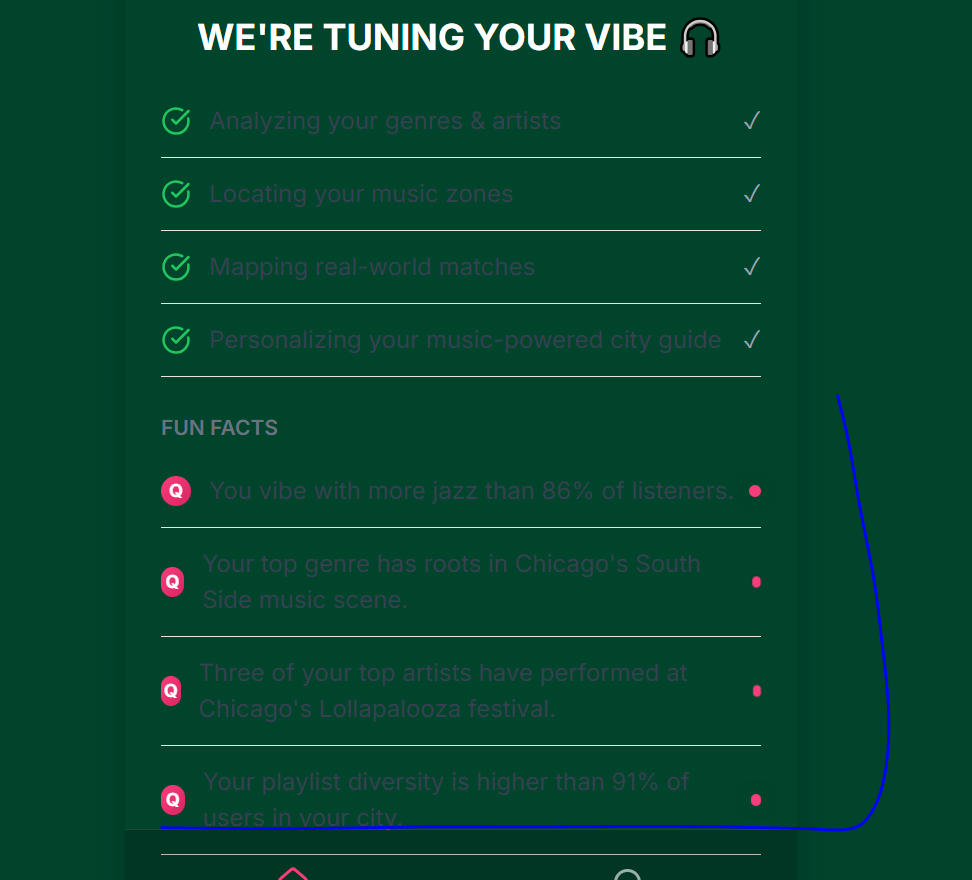 WE'RE TUNING YOUR VIBE 🎧
Analyzing your genres & artists ✓
Locating your music zones ✓
Mapping real-world matches ✓
Personalizing your music-powered city guide ✓
FUN FACTS
Q You vibe with more jazz than 86% of listeners.
Your top genre has roots in Chicago's South
Q Side music scene.
Three of your top artists have performed at
Q Chicago's Lollapalooza festival.
Your playlist diversity is higher than 91% of
Q users in your city.